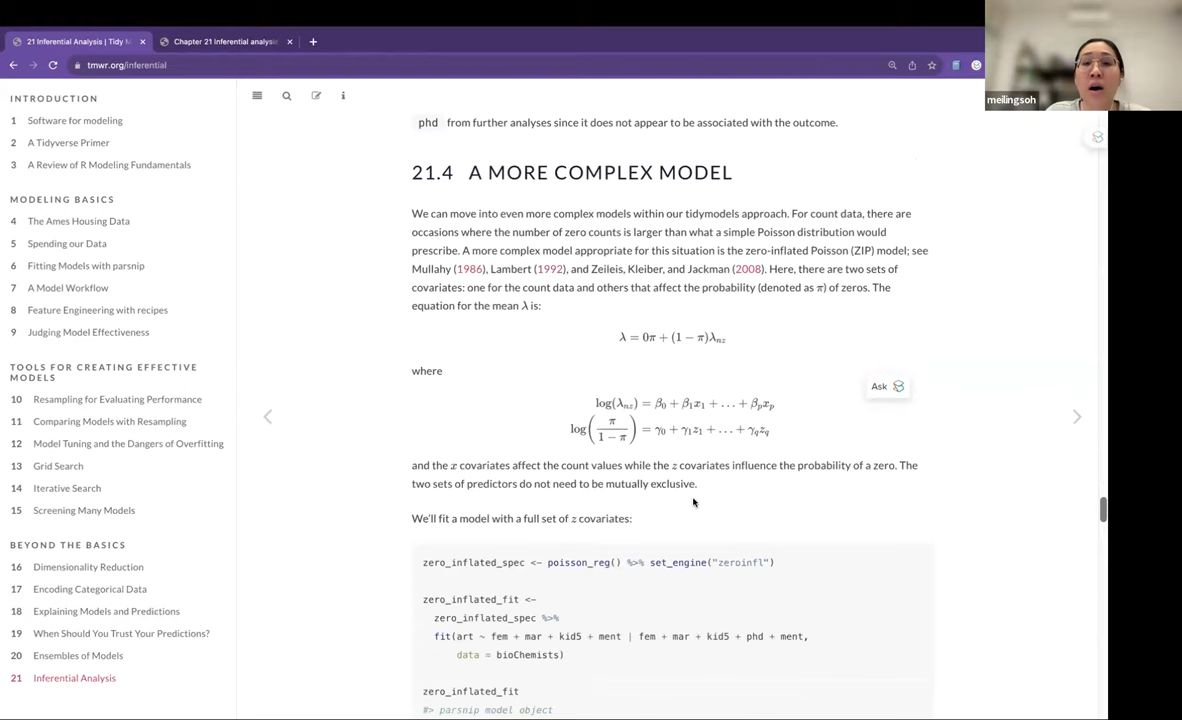 21 Inferential Analysis | Tidy M
Chapter 21 Inferential analysis
tmwr.org/inferential
meilingsoh
INTRODUCTION
1 Software for modeling
2 A Tidyverse Primer
3 A Review of R Modeling Fundamentals
MODELING BASICS
4 The Ames Housing Data
5 Spending our Data
6 Fitting Models with parsnip
7 A Model Workflow
8 Feature Engineering with recipes
9 Judging Model Effectiveness
TOOLS FOR CREATING EFFECTIVE
MODELS
10 Resampling for Evaluating Performance
11 Comparing Models with Resampling
12 Model Tuning and the Dangers of Overfitting
13 Grid Search
14 Iterative Search
15 Screening Many Models
BEYOND THE BASICS
16 Dimensionality Reduction
17 Encoding Categorical Data
18 Explaining Models and Predictions
19 When Should You Trust Your Predictions?
20 Ensembles of Models
21 Inferential Analysis
phd from further analyses since it does not appear to be associated with the outcome.
21.4 A MORE COMPLEX MODEL
We can move into even more complex models within our tidymodels approach. For count data, there are
occasions where the number of zero counts is larger than what a simple Poisson distribution would
prescribe. A more complex model appropriate for this situation is the zero-inflated Poisson (ZIP) model; see
Mullahy (1986), Lambert (1992), and Zeileis, Kleiber, and Jackman (2008). Here, there are two sets of
covariates: one for the count data and others that affect the probability (denoted as π) of zeros. The
equation for the mean λ is:
λ = 0π + (1 − π)λnz
where
Ask
log(λnz) = β0 + β1x1 + … + βpxp
log(π/(1 − π)) = γ0 + γ1z1 + … + γqzq
and the x covariates affect the count values while the z covariates influence the probability of a zero. The
two sets of predictors do not need to be mutually exclusive.
We'll fit a model with a full set of z covariates:
zero_inflated_spec <- poisson_reg() %>% set_engine("zeroinfl")
zero_inflated_fit <-
zero_inflated_spec %>%
fit(art ~ fem + mar + kid5 + ment | fem + mar + kid5 + phd + ment,
data = bioChemists)
zero_inflated_fit
#> parsnip model object